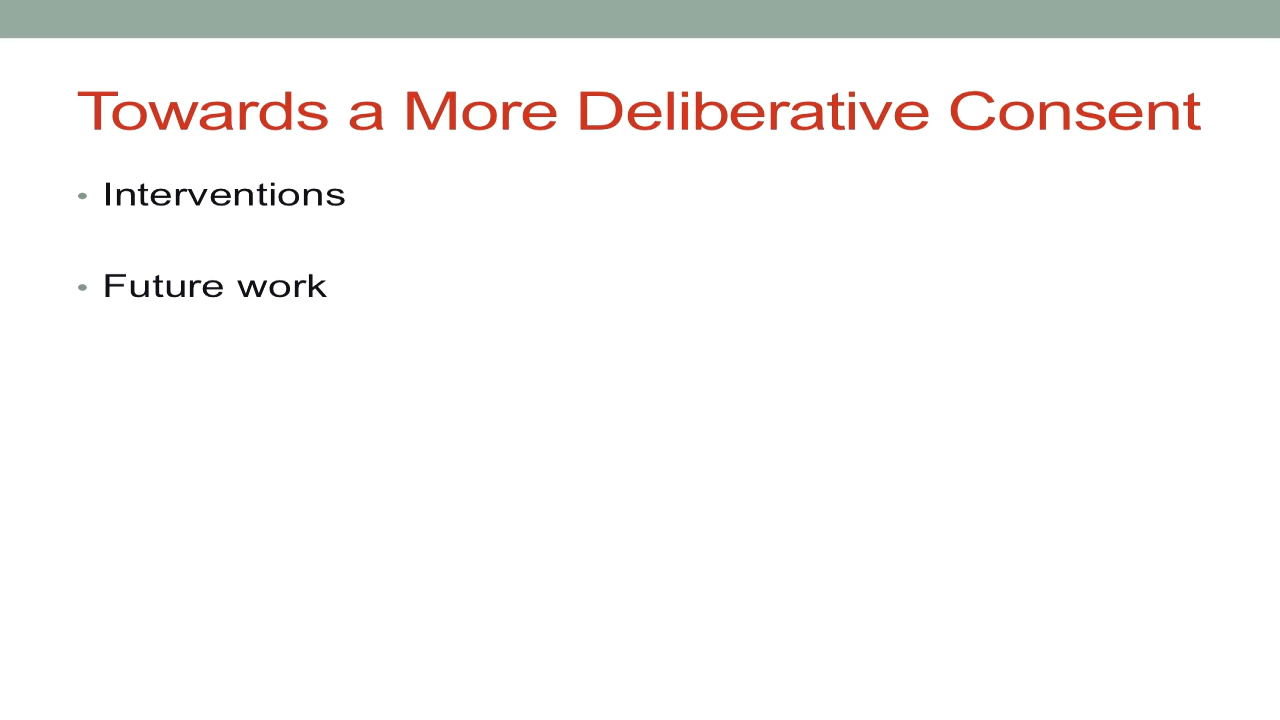 Towards a More Deliberative Consent
• Interventions
• Future work